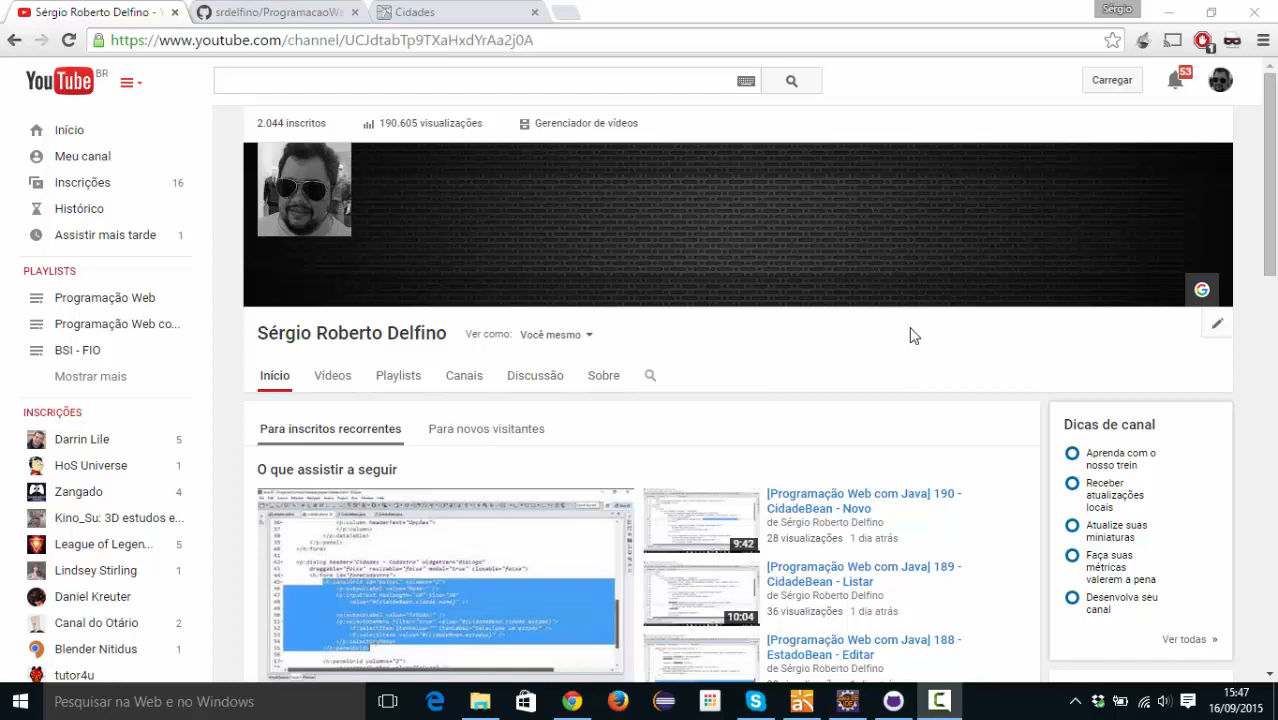 Sérgio Roberto Delfino -
srdelfino/ProgramacaoWe
Cidades
Sérgio
https://www.youtube.com/channel/UCJdtabTp9TXaHxdYrAa2j0A
1
YouTube BR
Carregar
53
2.044 inscritos
190.605 visualizações
Gerenciador de vídeos
Início
Meu canal
Inscrições 16
Histórico
Assistir mais tarde 1
PLAYLISTS
Programação Web
Programação Web co...
BSI - FIO
Mostrar mais
INSCRIÇÕES
Darrin Lile 5
HoS Universe 1
Zangado 4
Kino_Su: 3D estudos e...
League of Legen... 5
Lindsey Stirling 1
Daniel Kreuter
Canal do Otário 2
Blender Nitidus 1
tutor4u
Sérgio Roberto Delfino
Ver como: Você mesmo
Início Vídeos Playlists Canais Discussão Sobre
Para inscritos recorrentes Para novos visitantes
O que assistir a seguir
[Programação Web com Java] 190 -
CidadeBean - Novo
de Sérgio Roberto Delfino
28 visualizações 1 dia atrás
9:42
[Programação Web com Java] 189 -
CidadeBean - Listar
de Sérgio Roberto Delfino
36 visualizações 1 dia atrás
10:04
[Programação Web com Java] 188 -
EstadoBean - Editar
de Sérgio Roberto Delfino
Dicas de canal
Aprenda com o
nosso trein
Receber
atualizações
Faça suas
métricas
valerem a pena
Desenvolva seu
canal
Ver todas »
Pesquisar na Web e no Windows
15:47
16/09/2015